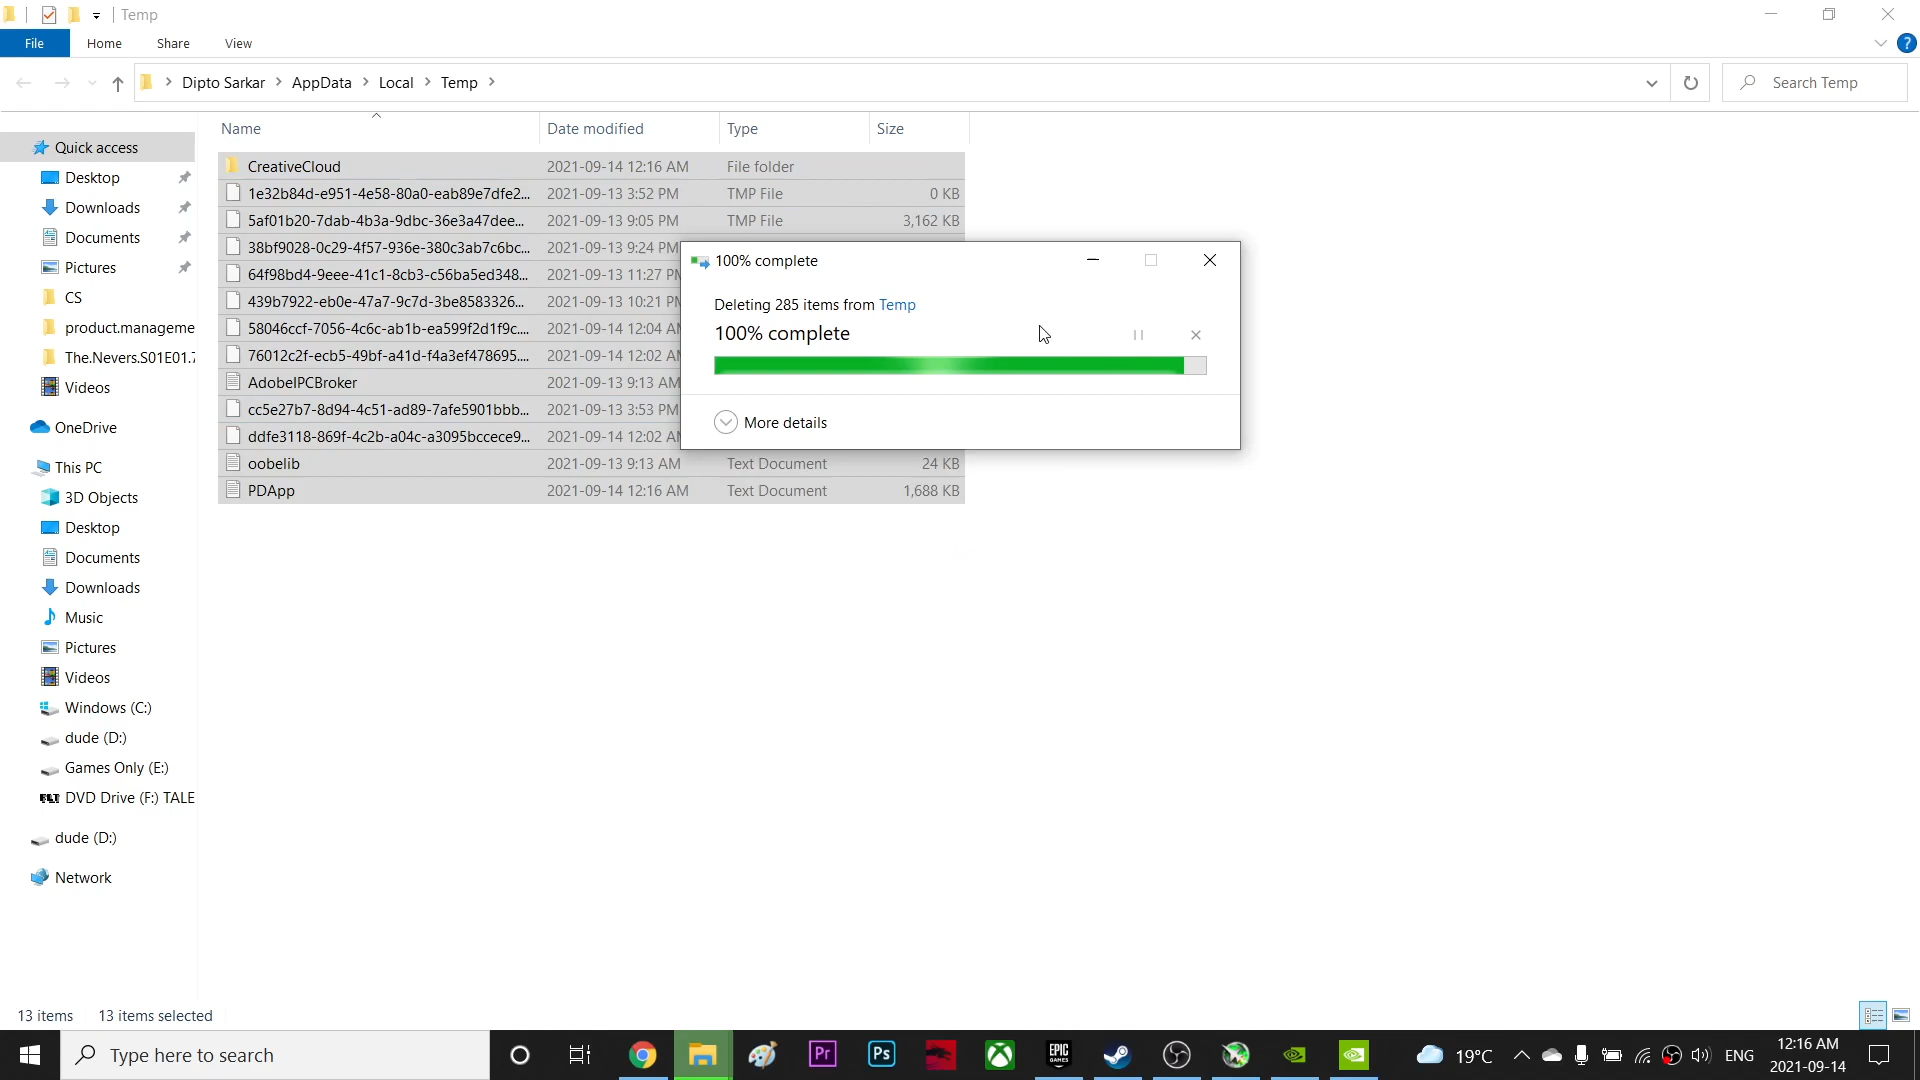 Temp
File Home Share View
Dipto Sarkar AppData Local Temp
Search Temp
Name Date modified Type Size
Quick access
Desktop
Downloads
Documents
Pictures
CS
product.manageme
The.Nevers.S01E01.7
Videos
OneDrive
This PC
3D Objects
Desktop
Documents
Downloads
Music
Pictures
Videos
Windows (C:)
dude (D:)
Games Only (E:)
DVD Drive (F:) TALE
dude (D:)
Network
CreativeCloud 2021-09-14 12:16 AM File folder
1e32b84d-e951-4e58-80a0-eab89e7dfe2... 2021-09-13 3:52 PM TMP File 0 KB
5af01b20-7dab-4b3a-9dbc-36e3a47dee... 2021-09-13 9:05 PM TMP File 3,162 KB
38bf9028-0c29-4f57-936e-380c3ab7c6bc... 2021-09-13 9:24 PM
64f98bd4-9eee-41c1-8cb3-c56ba5ed348... 2021-09-13 11:27 PM
439b7922-eb0e-47a7-9c7d-3be8583326... 2021-09-13 10:21 PM
58046ccf-7056-4c6c-ab1b-ea599f2d1f9c.... 2021-09-14 12:04 AM
76012c2f-ecb5-49bf-a41d-f4a3ef478695.... 2021-09-14 12:02 AM
AdobeIPCBroker 2021-09-13 9:13 AM
cc5e27b7-8d94-4c51-ad89-7afe5901bbb... 2021-09-13 3:53 PM
ddfe3118-869f-4c2b-a04c-a3095bccece9... 2021-09-14 12:02 AM
oobelib 2021-09-13 9:13 AM Text Document 24 KB
PDApp 2021-09-14 12:16 AM Text Document 1,688 KB
100% complete
Deleting 285 items from Temp
100% complete
More details
13 items 13 items selected
Type here to search
Pr
Ps
EPIC
GAMES
19°C
ENG
12:16 AM
2021-09-14